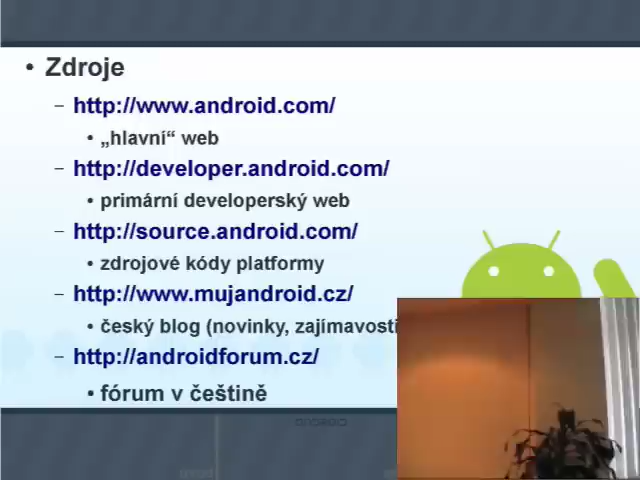 • Zdroje
– http://www.android.com/
• „hlavní“ web
– http://developer.android.com/
• primární developerský web
– http://source.android.com/
• zdrojové kódy platformy
– http://www.mujandroid.cz/
• český blog (novinky, zajímavosti
– http://androidforum.cz/
• fórum v češtině
ANDROID